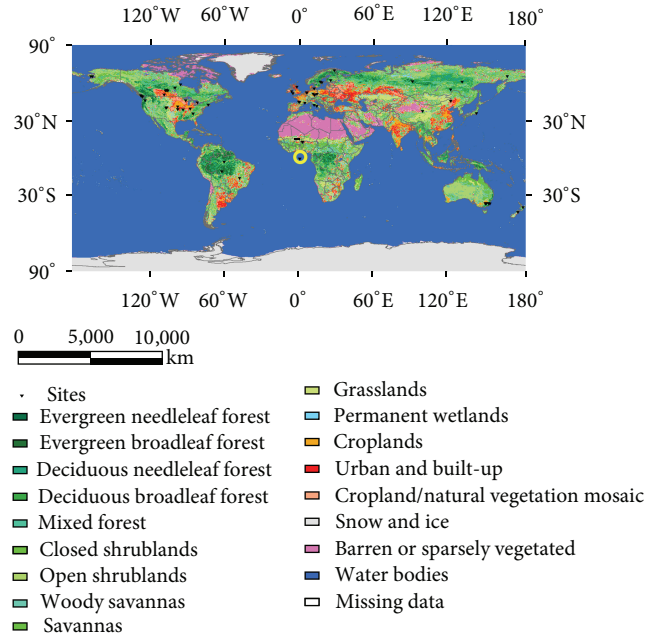 120˚W 60˚W 0˚ 60˚E 120˚E 180˚
90˚
30˚N 30˚N
30˚S 30˚S
90˚
120˚W 60˚W 0˚ 60˚E 120˚E 180˚
0 5,000 10,000
km
Sites
Evergreen needleleaf forest
Evergreen broadleaf forest
Deciduous needleleaf forest
Deciduous broadleaf forest
Mixed forest
Closed shrublands
Open shrublands
Woody savannas
Savannas
Grasslands
Permanent wetlands
Croplands
Urban and built-up
Cropland/natural vegetation mosaic
Snow and ice
Barren or sparsely vegetated
Water bodies
Missing data